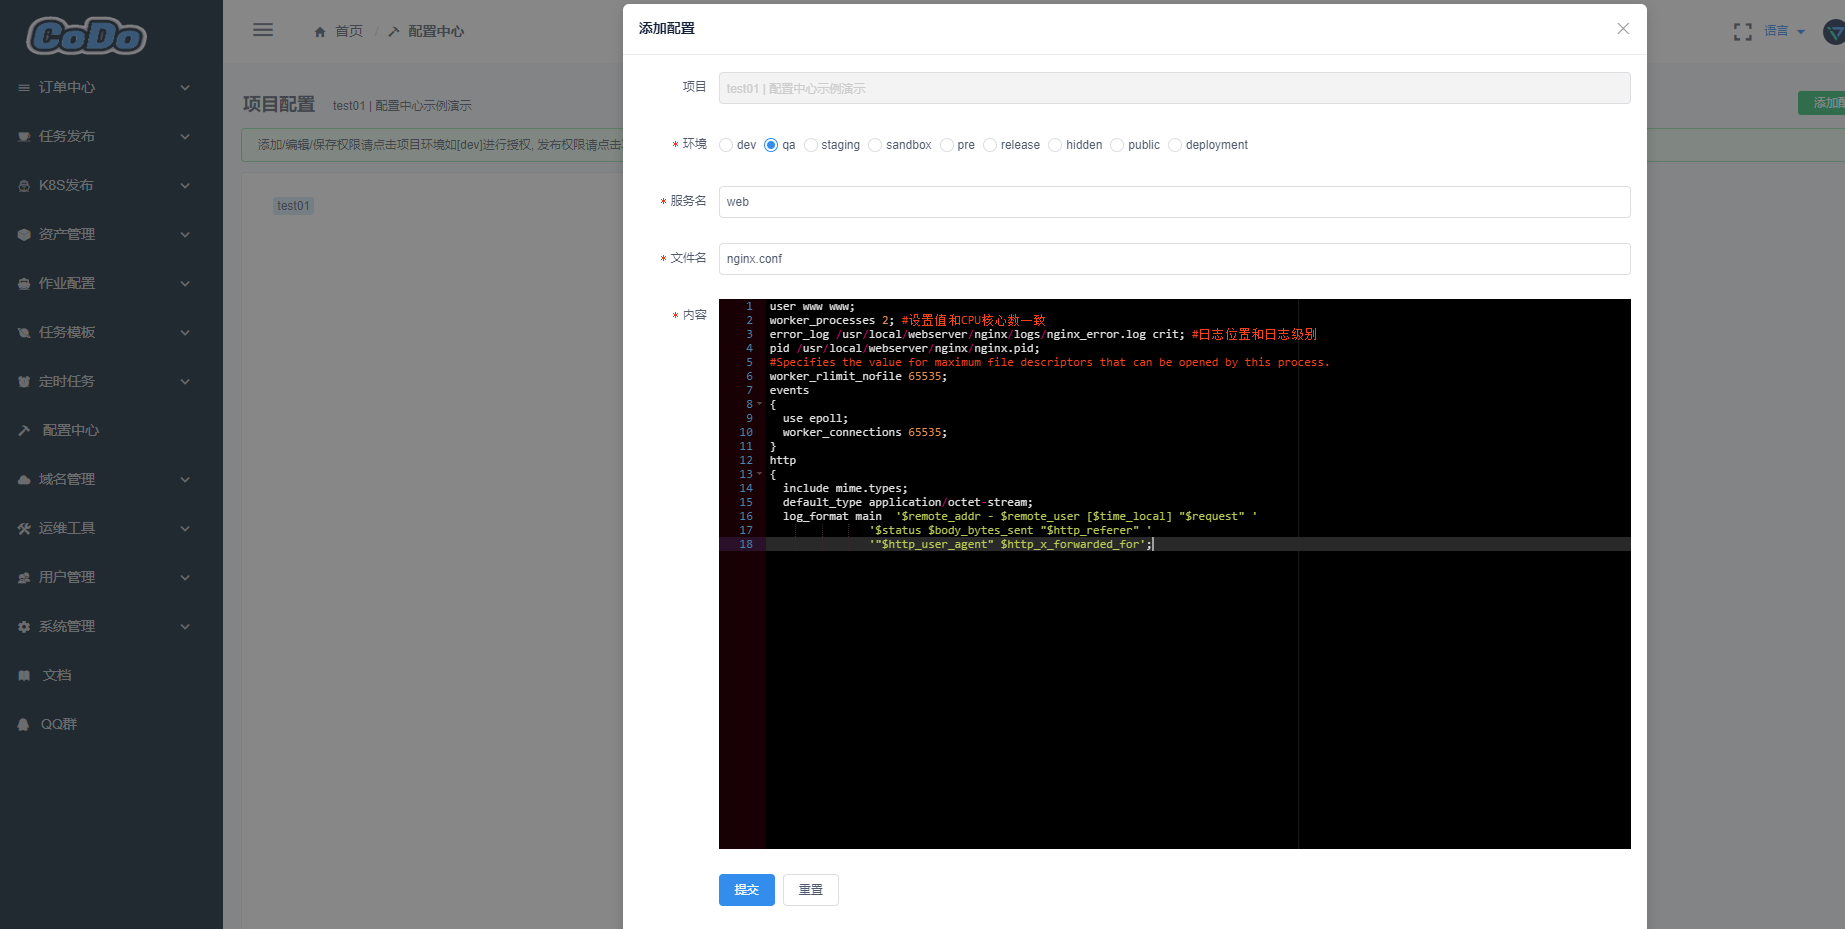 CoDo
订单中心
任务发布
K8S发布
资产管理
作业配置
任务模板
定时任务
配置中心
域名管理
运维工具
用户管理
系统管理
文档
QQ群
首页 / 配置中心
语言
项目配置 test01 | 配置中心示例演示
添加/编辑/保存权限请点击项目环境如[dev]进行授权, 发布权限请点击
test01
添加配置
项目 test01 | 配置中心示例演示
* 环境 dev qa staging sandbox pre release hidden public deployment
* 服务名 web
* 文件名 nginx.conf
* 内容
1 user www www;
2 worker_processes 2; #设置值和CPU核心数一致
3 error_log /usr/local/webserver/nginx/logs/nginx_error.log crit; #日志位置和日志级别
4 pid /usr/local/webserver/nginx/nginx.pid;
5 #Specifies the value for maximum file descriptors that can be opened by this process.
6 worker_rlimit_nofile 65535;
7 events
8 {
9 use epoll;
10 worker_connections 65535;
11 }
12 http
13 {
14 include mime.types;
15 default_type application/octet-stream;
16 log_format main '$remote_addr - $remote_user [$time_local] "$request" '
17 '$status $body_bytes_sent "$http_referer" '
18 '"$http_user_agent" $http_x_forwarded_for';
提交 重置
添加